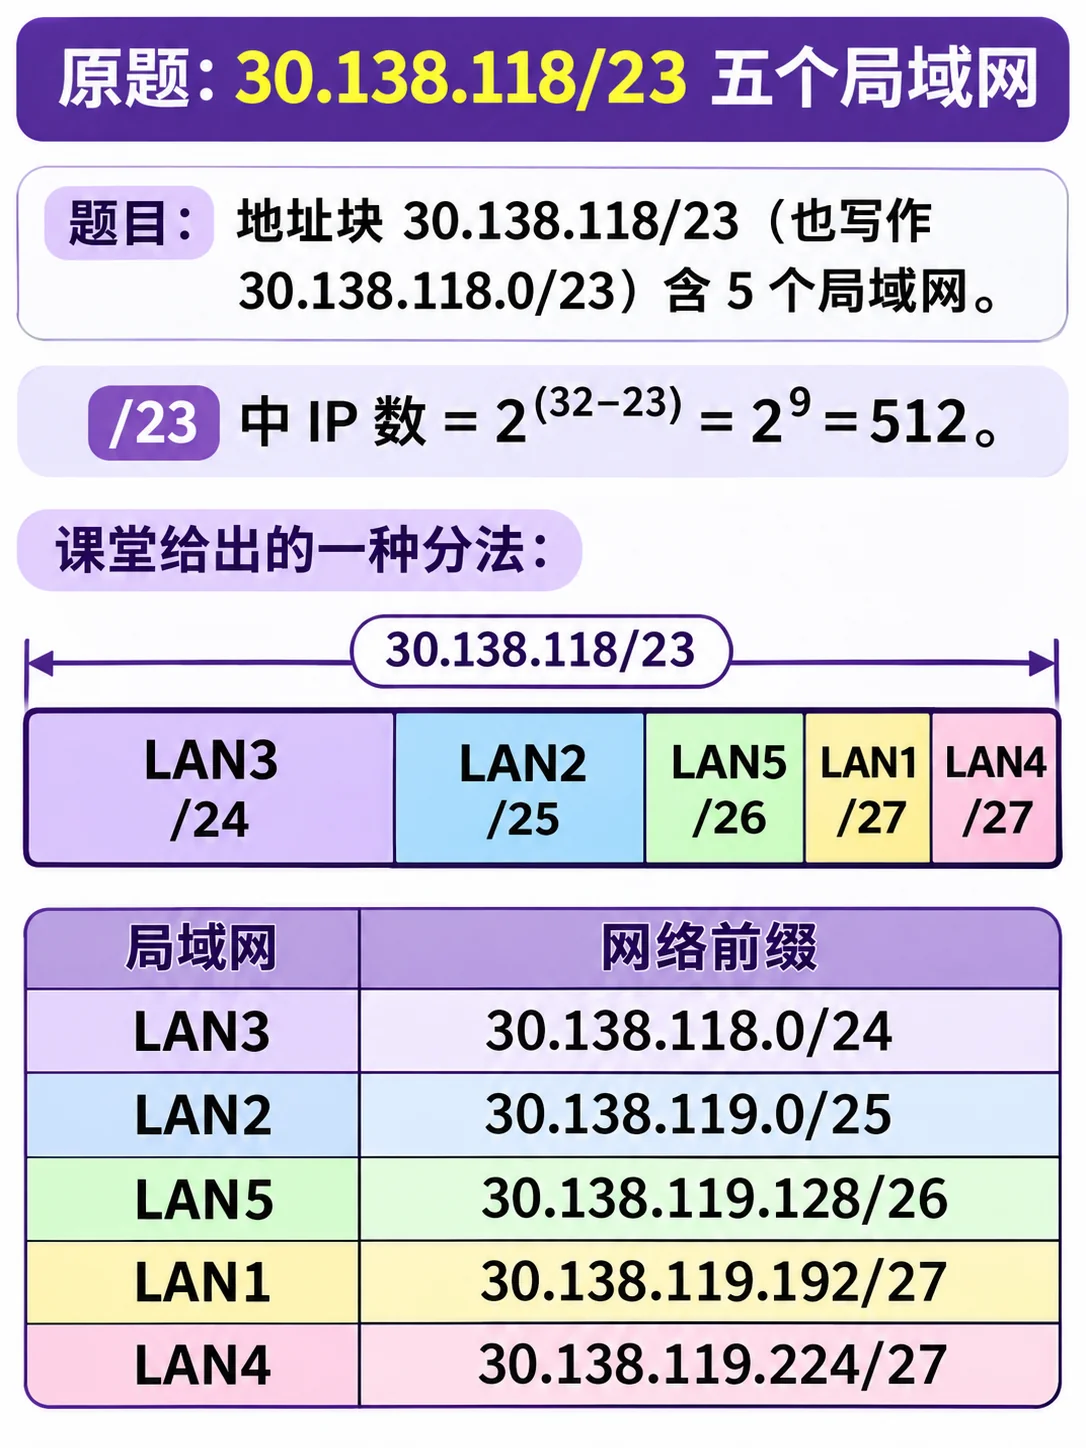 原题：30.138.118/23 五个局域网
题目： 地址块 30.138.118/23（也写作
30.138.118.0/23）含 5 个局域网。
/23 中 IP 数 = 2^(32−23) = 2^9 = 512。
课堂给出的一种分法：
30.138.118/23
LAN3 LAN2 LAN5 LAN1 LAN4
/24 /25 /26 /27 /27
局域网 网络前缀
LAN3 30.138.118.0/24
LAN2 30.138.119.0/25
LAN5 30.138.119.128/26
LAN1 30.138.119.192/27
LAN4 30.138.119.224/27